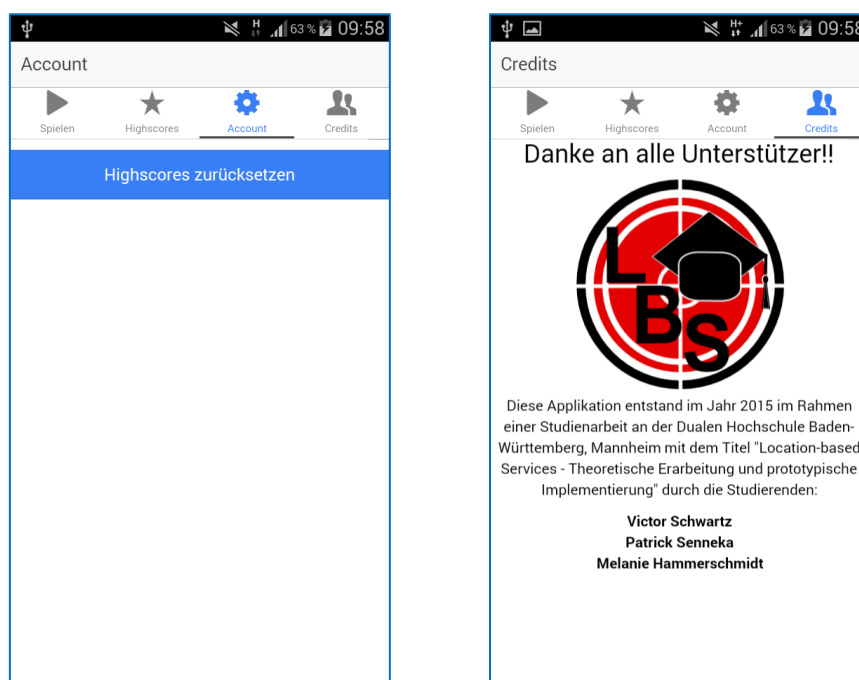 H
63 % 09:58
Account
Spielen Highscores Account Credits
Highscores zurücksetzen
H+
63 % 09:58
Credits
Spielen Highscores Account Credits
Danke an alle Unterstützer!!
L
B
S
Diese Applikation entstand im Jahr 2015 im Rahmen
einer Studienarbeit an der Dualen Hochschule Baden-
Württemberg, Mannheim mit dem Titel "Location-based
Services - Theoretische Erarbeitung und prototypische
Implementierung" durch die Studierenden:
Victor Schwartz
Patrick Senneka
Melanie Hammerschmidt